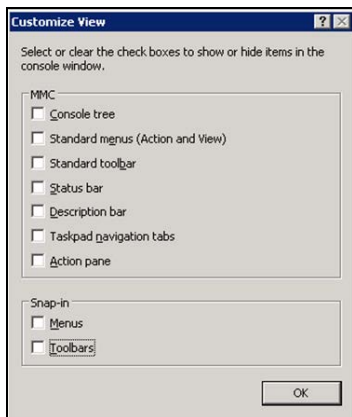 Customize View
Select or clear the check boxes to show or hide items in the
console window.
MMC
Console tree
Standard menus (Action and View)
Standard toolbar
Status bar
Description bar
Taskpad navigation tabs
Action pane
Snap-in
Menus
Toolbars
OK